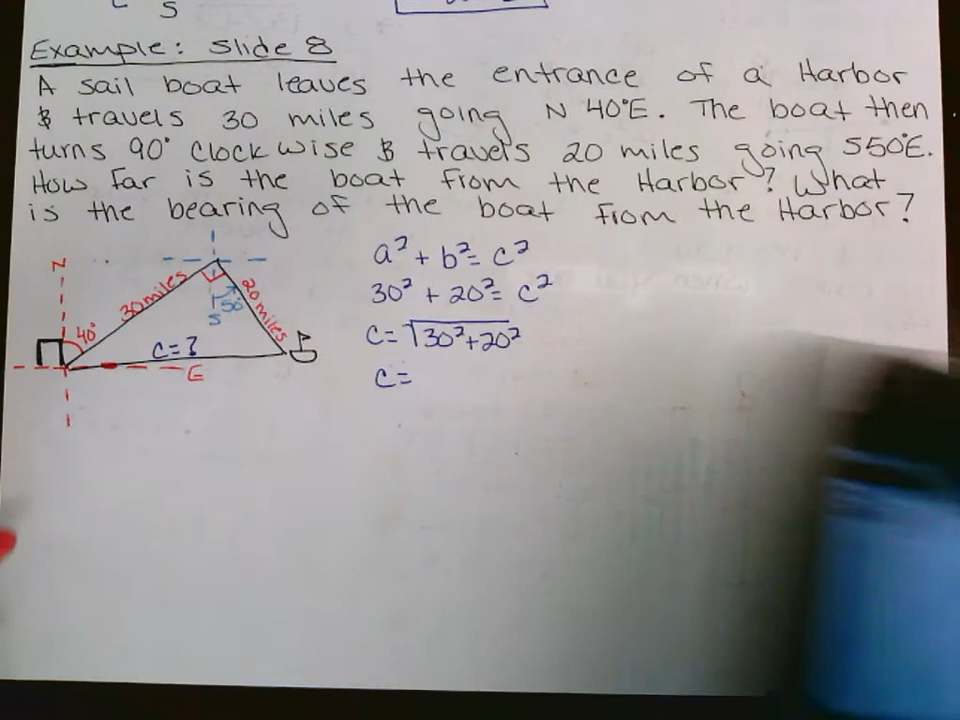 S
Example: Slide 8
A sail boat leaves the entrance of a Harbor
& travels 30 miles going N 40°E. The boat then
turns 90° Clockwise & travels 20 miles going S50°E.
How far is the boat from the Harbor? What
is the bearing of the boat from the Harbor?
N
30 miles
20 miles
40°
50°
S
c=?
E
a² + b² = c²
30² + 20² = c²
c = √30²+20²
c =